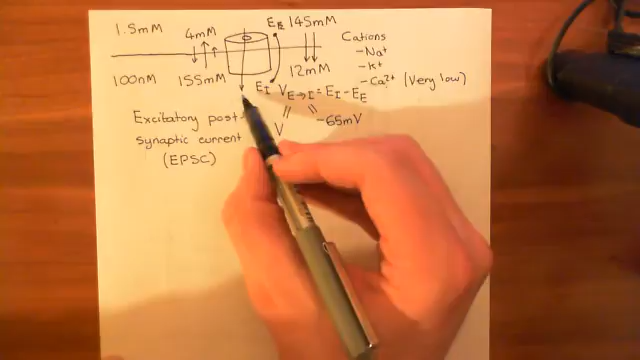 1.5mM 4mM E_E 145mM
100nM 155mM E_I 12mM
Cations
- Na⁺
- K⁺
- Ca²⁺ (Very low)
V_E→I = E_I - E_E
V -65mV
Excitatory post
synaptic current
(EPSC)